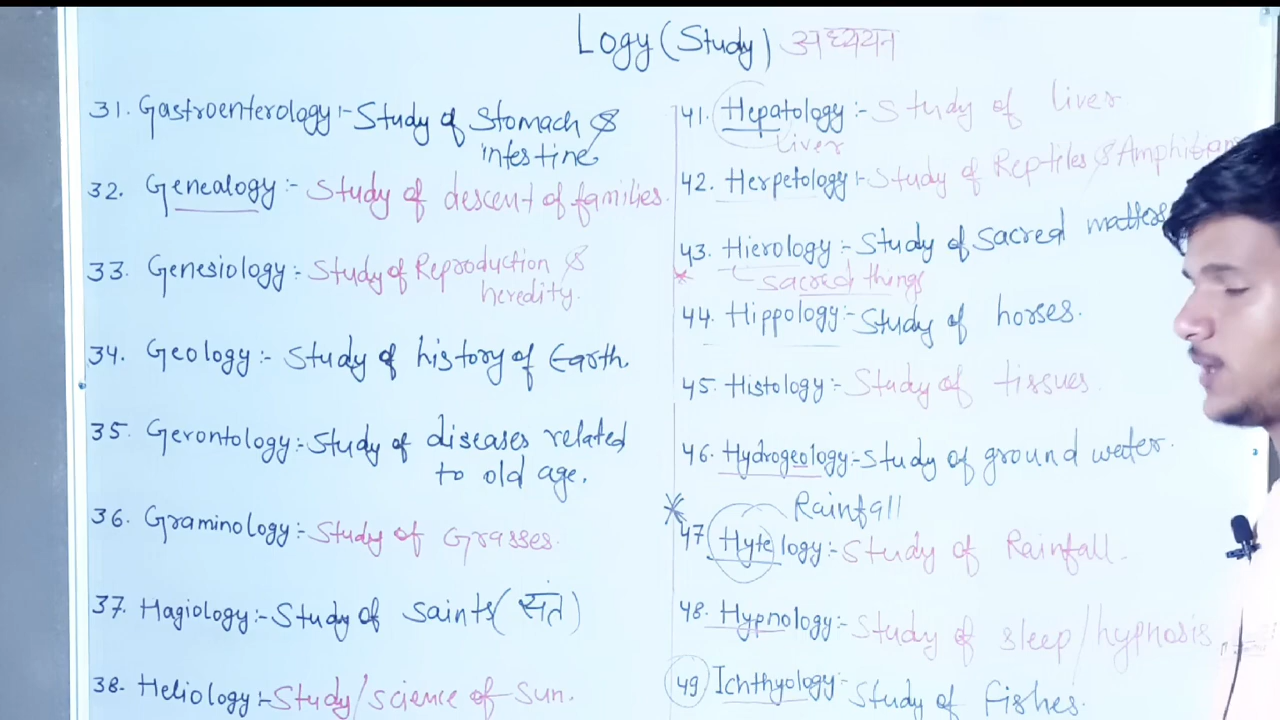 Logy (Study) अध्ययन
31. Gastroenterology :- Study of Stomach &
intestine
32. Genealogy :- Study of descent of families.
33. Genesiology :- Study of Reproduction &
heredity.
34. Geology :- Study of history of Earth.
35. Gerontology :- Study of diseases related
to old age.
36. Graminology :- Study of Grasses.
37. Hagiology :- Study of saints (संत)
38. Heliology :- Study/science of Sun.
41. Hepatology :- Study of liver
Liver
42. Herpetology :- Study of Reptiles & Amphibians
43. Hierology :- Study of sacred matters
sacred things
44. Hippology :- Study of horses.
45. Histology :- Study of tissues.
46. Hydrogeology :- Study of ground water.
Rainfall
47 Hytelogy :- Study of Rainfall.
48. Hypnology :- Study of sleep/hypnosis
49 Ichthyology :- Study of Fishes.